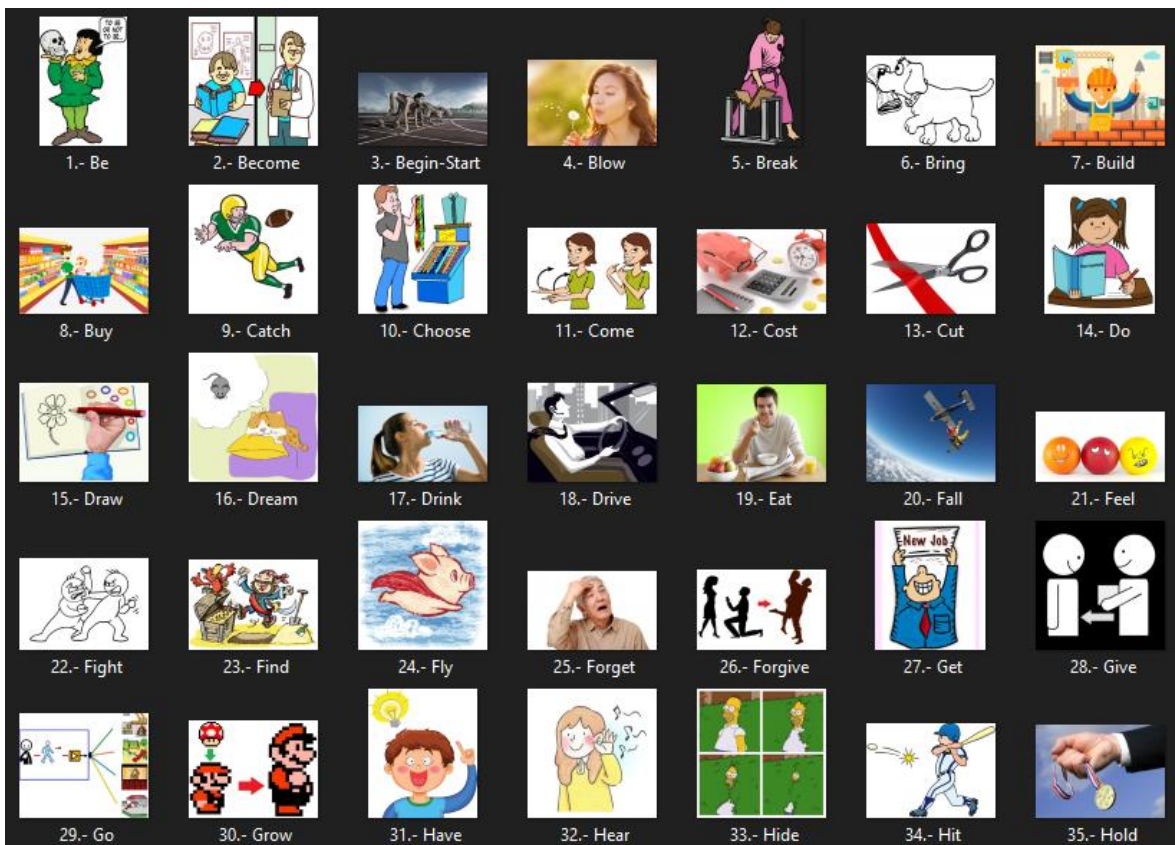 TO BE
OR NOT
TO BE...
1.- Be
2.- Become
3.- Begin-Start
4.- Blow
5.- Break
6.- Bring
7.- Build
8.- Buy
9.- Catch
10.- Choose
11.- Come
12.- Cost
13.- Cut
14.- Do
15.- Draw
16.- Dream
17.- Drink
18.- Drive
19.- Eat
20.- Fall
21.- Feel
22.- Fight
23.- Find
24.- Fly
25.- Forget
26.- Forgive
New Job
27.- Get
28.- Give
29.- Go
30.- Grow
31.- Have
32.- Hear
33.- Hide
34.- Hit
35.- Hold